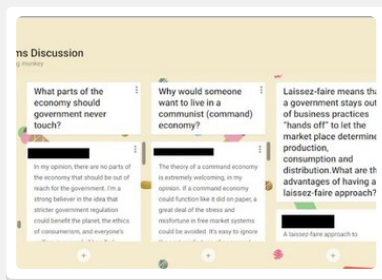 ms Discussion
g monkey
What parts of the
economy should
government never
touch?
In my opinion, there are no parts of
the economy that should be out of
reach for the government. I'm a
strong believer in the idea that
stricter government regulation
could benefit the planet, the ethics
of consumerism, and everyone's
Why would someone
want to live in a
communist (command)
economy?
The theory of a command economy
is extremely welcoming, in my
opinion. If a command economy
could function like it did on paper, a
great deal of the stress and
misfortune in free market systems
could be avoided. It's easy to ignore
Laissez-faire means tha
a government stays out
of business practices
"hands off" to let the
market place determine
production,
consumption and
distribution.What are th
advantages of having a
laissez-faire approach?
A laissez-faire approach to